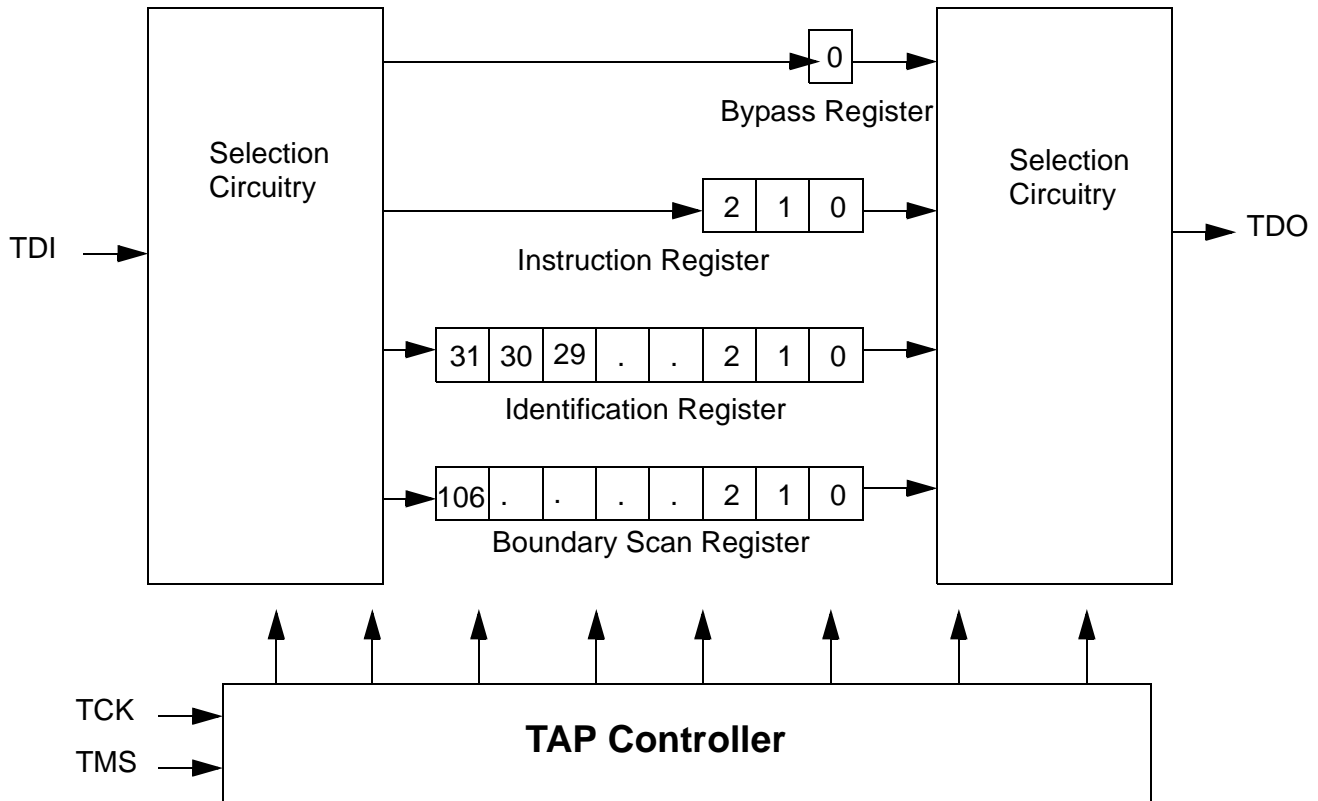 0
Bypass Register
Selection
Circuitry
Selection
Circuitry
2 1 0
TDI
TDO
Instruction Register
31 30 29 . . 2 1 0
Identification Register
106 . . . . 2 1 0
Boundary Scan Register
TCK
TMS
TAP Controller